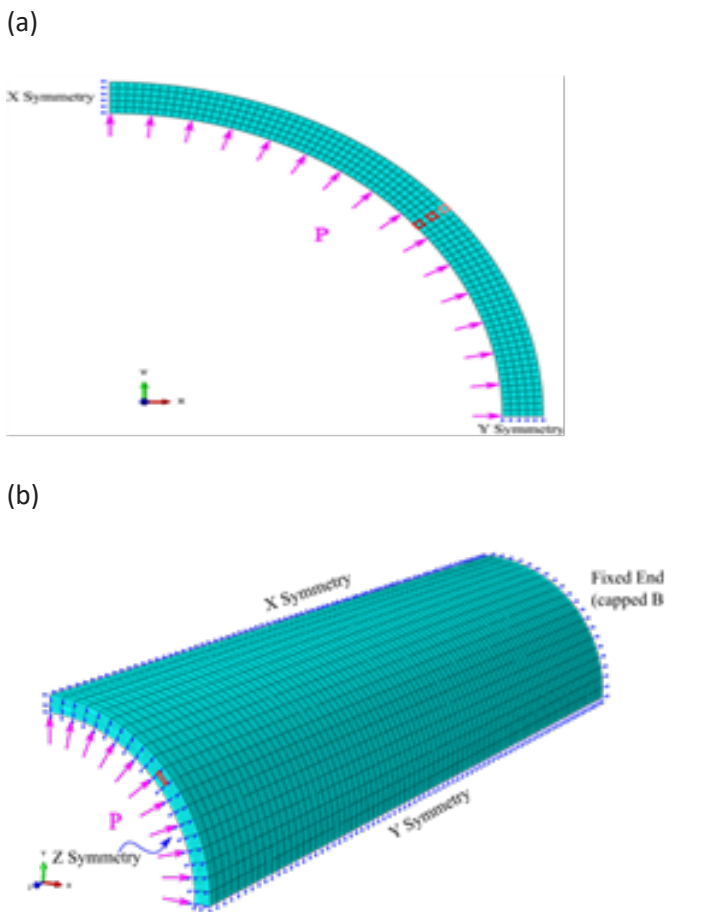 (a)
X Symmetry
P
Y
X
Y Symmetry
(b)
X Symmetry
Fixed End
(capped B
P
Z Symmetry
Y Symmetry